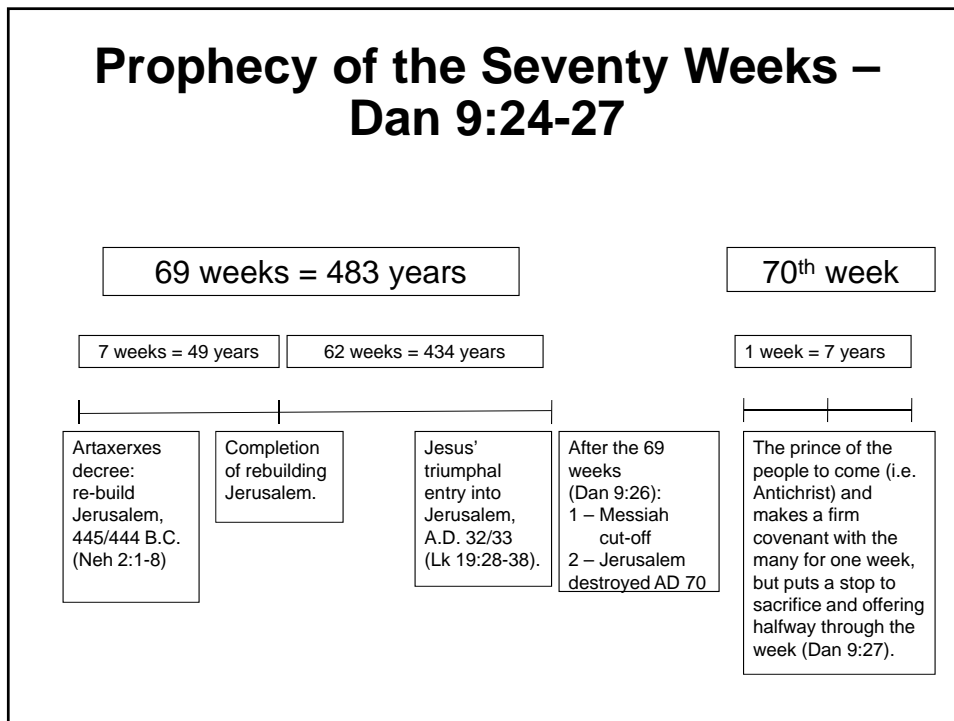 Prophecy of the Seventy Weeks –
Dan 9:24-27
69 weeks = 483 years
70th week
7 weeks = 49 years
62 weeks = 434 years
1 week = 7 years
Artaxerxes
decree:
re-build
Jerusalem,
445/444 B.C.
(Neh 2:1-8)
Completion
of rebuilding
Jerusalem.
Jesus’
triumphal
entry into
Jerusalem,
A.D. 32/33
(Lk 19:28-38).
After the 69
weeks
(Dan 9:26):
1 – Messiah
cut-off
2 – Jerusalem
destroyed AD 70
The prince of the
people to come (i.e.
Antichrist) and
makes a firm
covenant with the
many for one week,
but puts a stop to
sacrifice and offering
halfway through the
week (Dan 9:27).